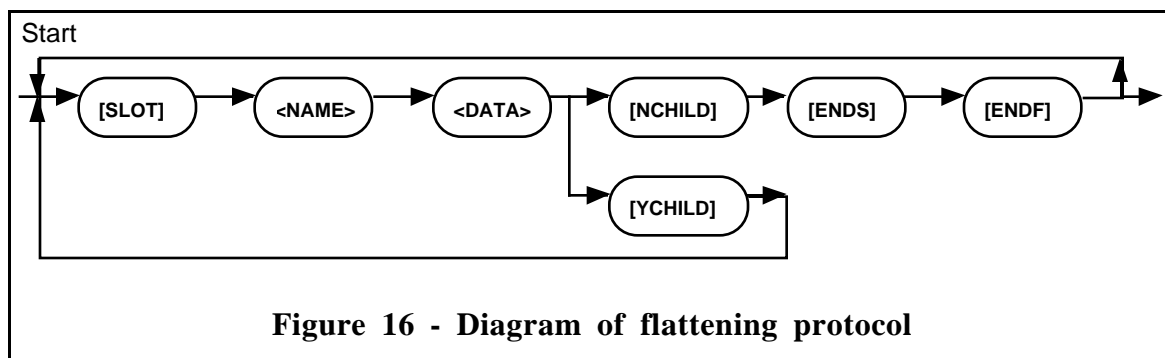 Start
[SLOT] <NAME> <DATA> [NCHILD] [ENDS] [ENDF]
[YCHILD]
Figure 16 - Diagram of flattening protocol